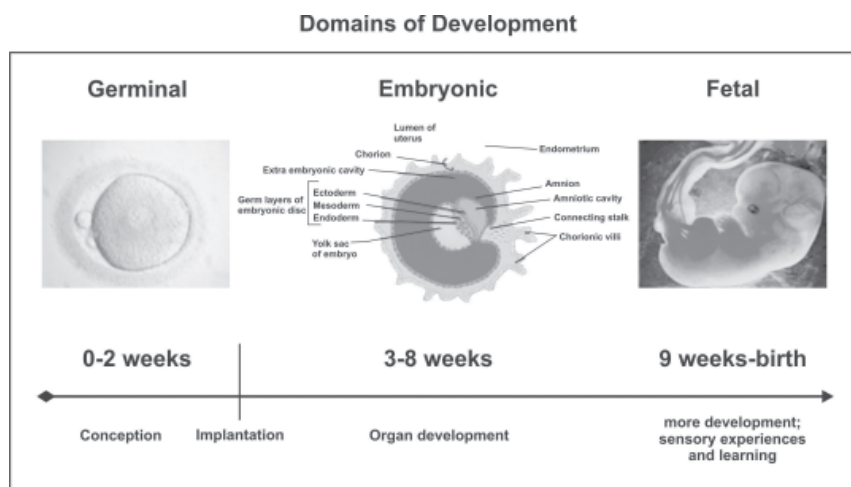 Domains of Development
Germinal
Embryonic
Fetal
Lumen of
uterus
Chorion
Endometrium
Extra embryonic cavity
Amnion
Germ layers of
embryonic disc
Ectoderm
Mesoderm
Endoderm
Amniotic cavity
Connecting stalk
Yolk sac
of embryo
Chorionic villi
0-2 weeks
3-8 weeks
9 weeks-birth
Conception
Implantation
Organ development
more development;
sensory experiences
and learning